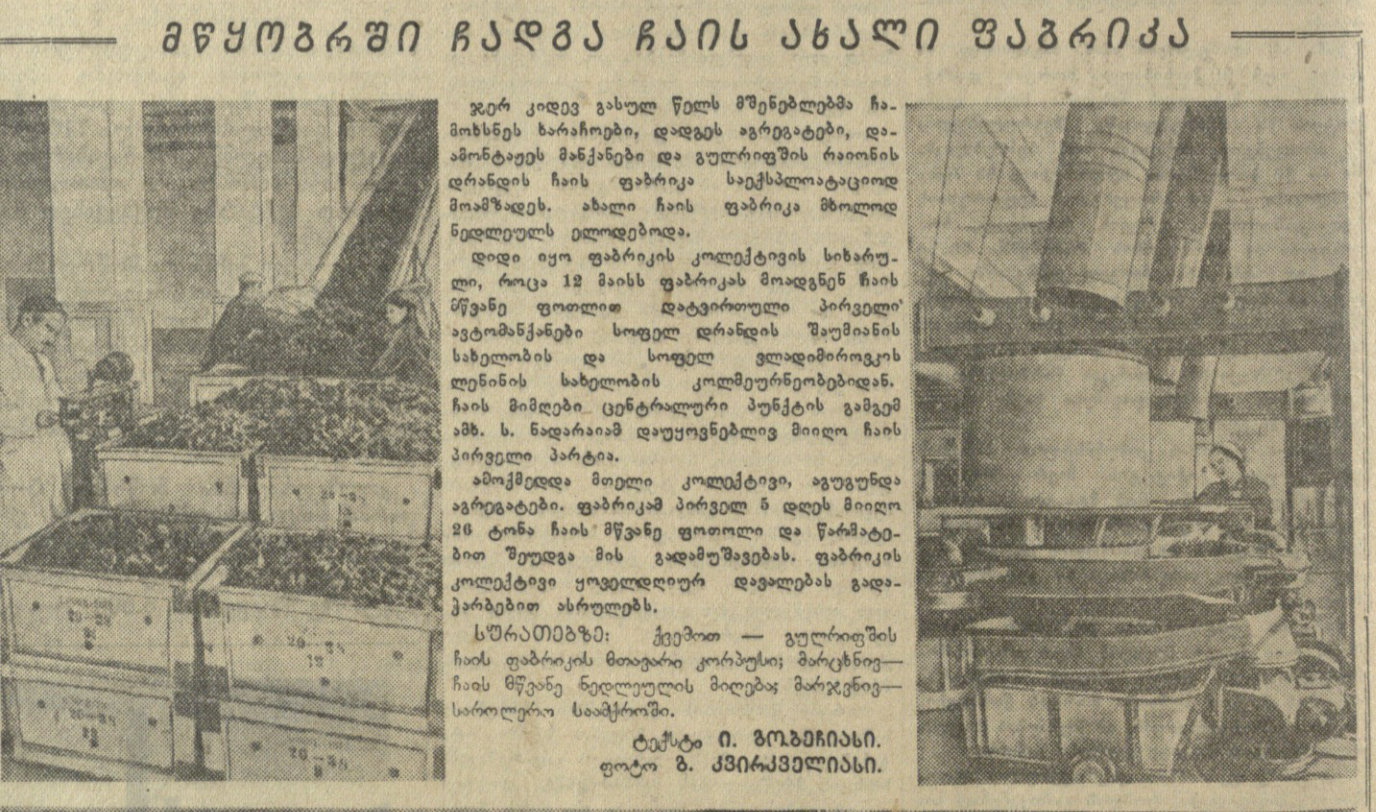 მწყობრში ჩადგა ჩაის ახალი ფაბრიკა
ჯერ კიდევ გასულ წელს მშენებლებმა ჩა-
მოხსნეს ხარაჩოები, დადგეს აგრეგატები, და-
ამონტაჟეს მანქანები და გულრიფშის რაიონის
დრანდის ჩაის ფაბრიკა საექსპლოატაციოდ
მოამზადეს. ახალი ჩაის ფაბრიკა მხოლოდ
ნედლეულს ელოდებოდა.
დიდი იყო ფაბრიკის კოლექტივის სიხარუ-
ლი, როცა 12 მაისს ფაბრიკას მოადგნენ ჩაის
მწვანე ფოთლით დატვირთული პირველი
ავტომანქანები სოფელ დრანდის შაუმიანის
სახელობის და სოფელ ვლადიმიროვკის
ლენინის სახელობის კოლმეურნეობებიდან.
ჩაის მიმღები ცენტრალური პუნქტის გამგემ
ამხ. ს. ნადარაიამ დაუყოვნებლივ მიიღო ჩაის
პირველი პარტია.
ამოქმედდა მთელი კოლექტივი, აგუგუნდა
აგრეგატები. ფაბრიკამ პირველ 5 დღეს მიიღო
26 ტონა ჩაის მწვანე ფოთოლი და წარმატე-
ბით შეუდგა მის გადამუშავებას. ფაბრიკის
კოლექტივი ყოველდღიურ დავალებას გადა-
ჭარბებით ასრულებს.
სურათებზე: ქვემოთ — გულრიფშის
ჩაის ფაბრიკის მთავარი კორპუსი; მარცხნივ—
ჩაის მწვანე ნედლეულის მიღება; მარჯვნივ—
საროლერო საამქროში.
ტექსტი ი. გობეჩიასი.
ფოტო გ. კვირკველიასი.